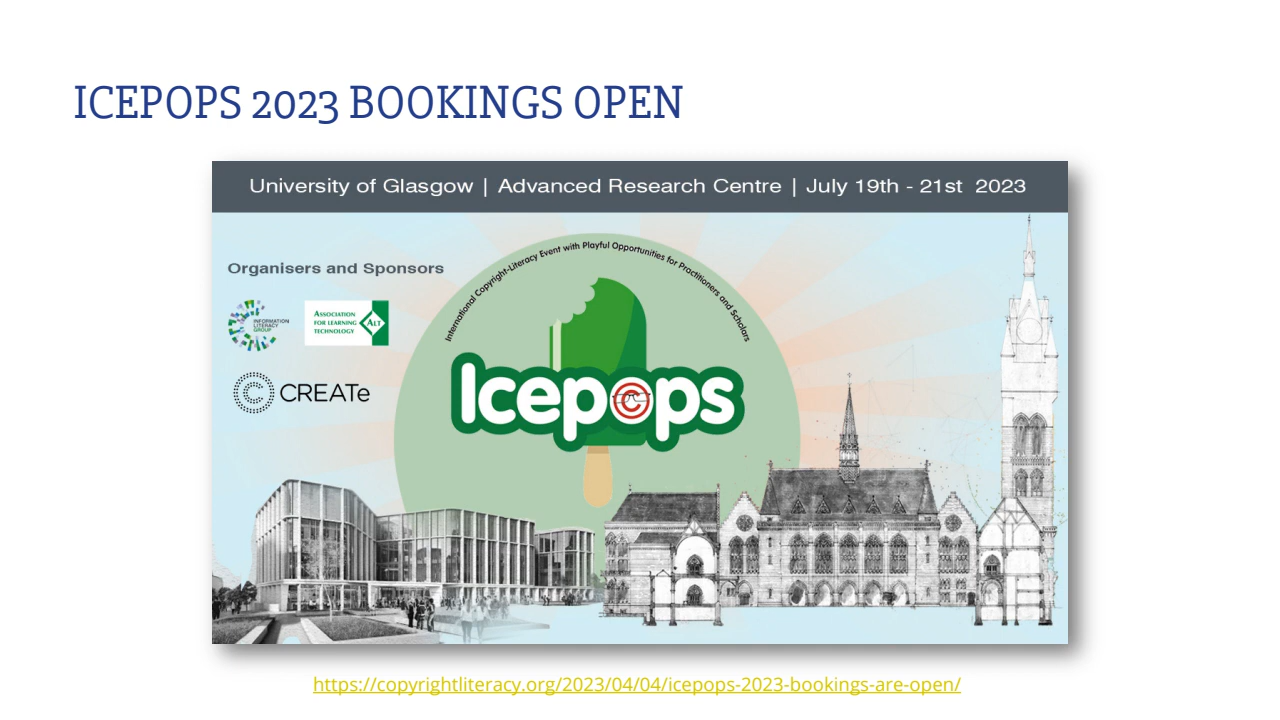 ICEPOPS 2023 BOOKINGS OPEN
University of Glasgow | Advanced Research Centre | July 19th - 21st 2023
International Copyright-Literacy Event with Playful Opportunities for Practitioners and Scholars
Organisers and Sponsors
INFORMATION
LITERACY
GROUP
ASSOCIATION
FOR LEARNING
TECHNOLOGY
ALT
© CREATe
Icep©ps
https://copyrightliteracy.org/2023/04/04/icepops-2023-bookings-are-open/